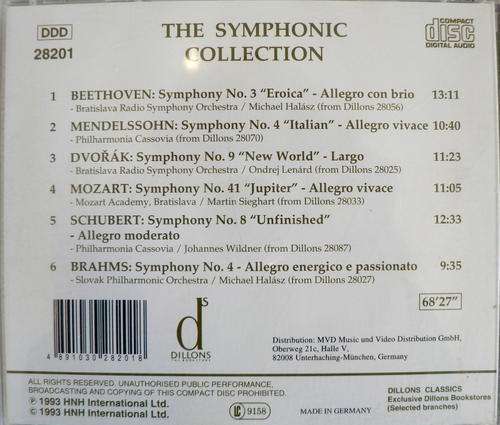 DDD
28201
THE SYMPHONIC
COLLECTION
COMPACT
disc
DIGITAL AUDIO
1 BEETHOVEN: Symphony No. 3 “Eroica” - Allegro con brio 13:11
- Bratislava Radio Symphony Orchestra / Michael Halász (from Dillons 28056)
2 MENDELSSOHN: Symphony No. 4 “Italian” - Allegro vivace 10:40
- Philharmonia Cassovia (from Dillons 28070)
3 DVOŘÁK: Symphony No. 9 “New World” - Largo 11:23
- Bratislava Radio Symphony Orchestra / Ondrej Lenárd (from Dillons 28025)
4 MOZART: Symphony No. 41 “Jupiter” - Allegro vivace 11:05
- Mozart Academy, Bratislava / Martin Sieghart (from Dillons 28033)
5 SCHUBERT: Symphony No. 8 “Unfinished” 12:33
- Allegro moderato
- Philharmonia Cassovia / Johannes Wildner (from Dillons 28087)
6 BRAHMS: Symphony No. 4 - Allegro energico e passionato 9:35
- Slovak Philharmonic Orchestra / Michael Halász (from Dillons 28027)
68'27”
4 891030 282018
ds
DILLONS
Distribution: MVD Music und Video Distribution GmbH,
Oberweg 21c, Halle V,
82008 Unterhaching-München, Germany
ALL RIGHTS RESERVED. UNAUTHORISED PUBLIC PERFORMANCE,
BROADCASTING AND COPYING OF THIS COMPACT DISC PROHIBITED.
℗ 1993 HNH International Ltd.
© 1993 HNH International Ltd.
LC 9158
MADE IN GERMANY
DILLONS CLASSICS
Exclusive Dillons Bookstores
(Selected branches)